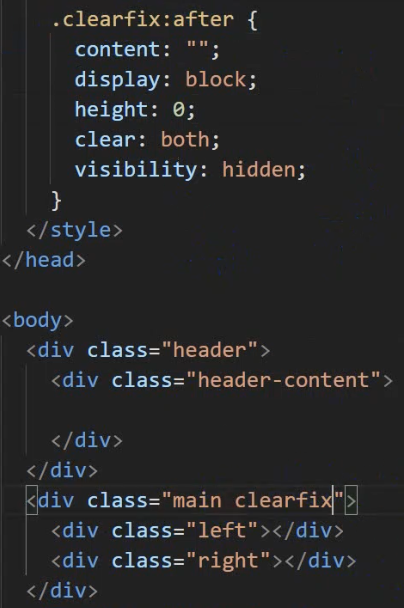 .clearfix:after {
content: "";
display: block;
height: 0;
clear: both;
visibility: hidden;
}
</style>
</head>
<body>
<div class="header">
<div class="header-content">
</div>
</div>
<div class="main clearfix">
<div class="left"></div>
<div class="right"></div>
</div>